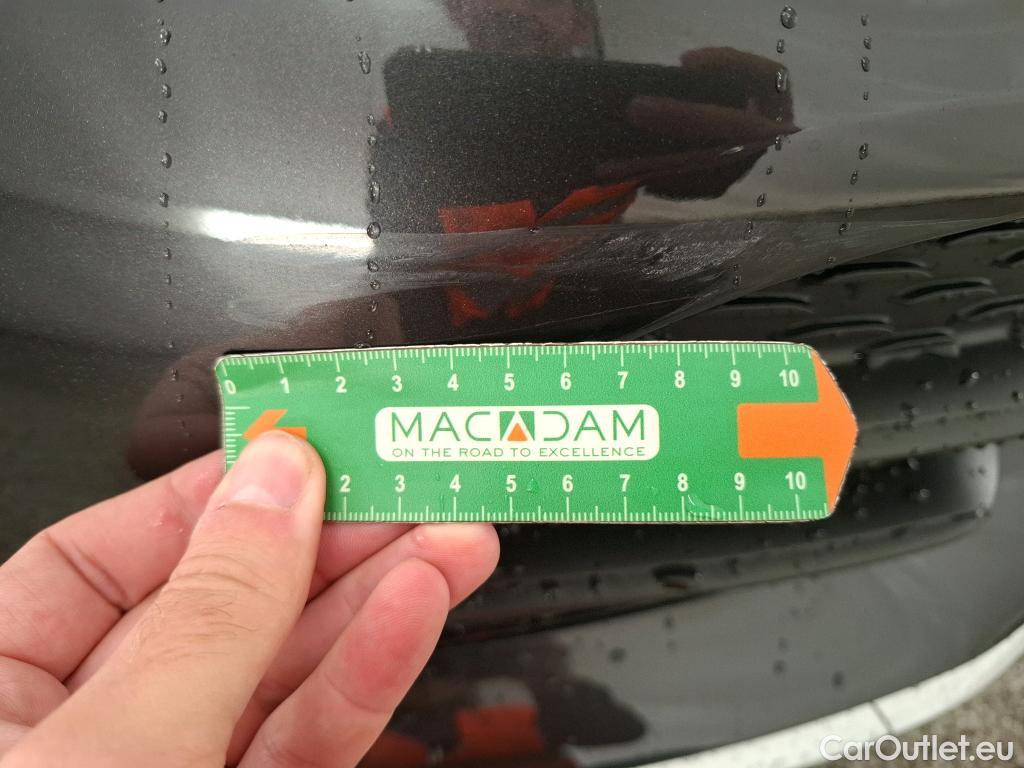 0 1 2 3 4 5 6 7 8 9 10
MACADAM
ON THE ROAD TO EXCELLENCE
2 3 4 5 6 7 8 9 10
CarOutlet.eu